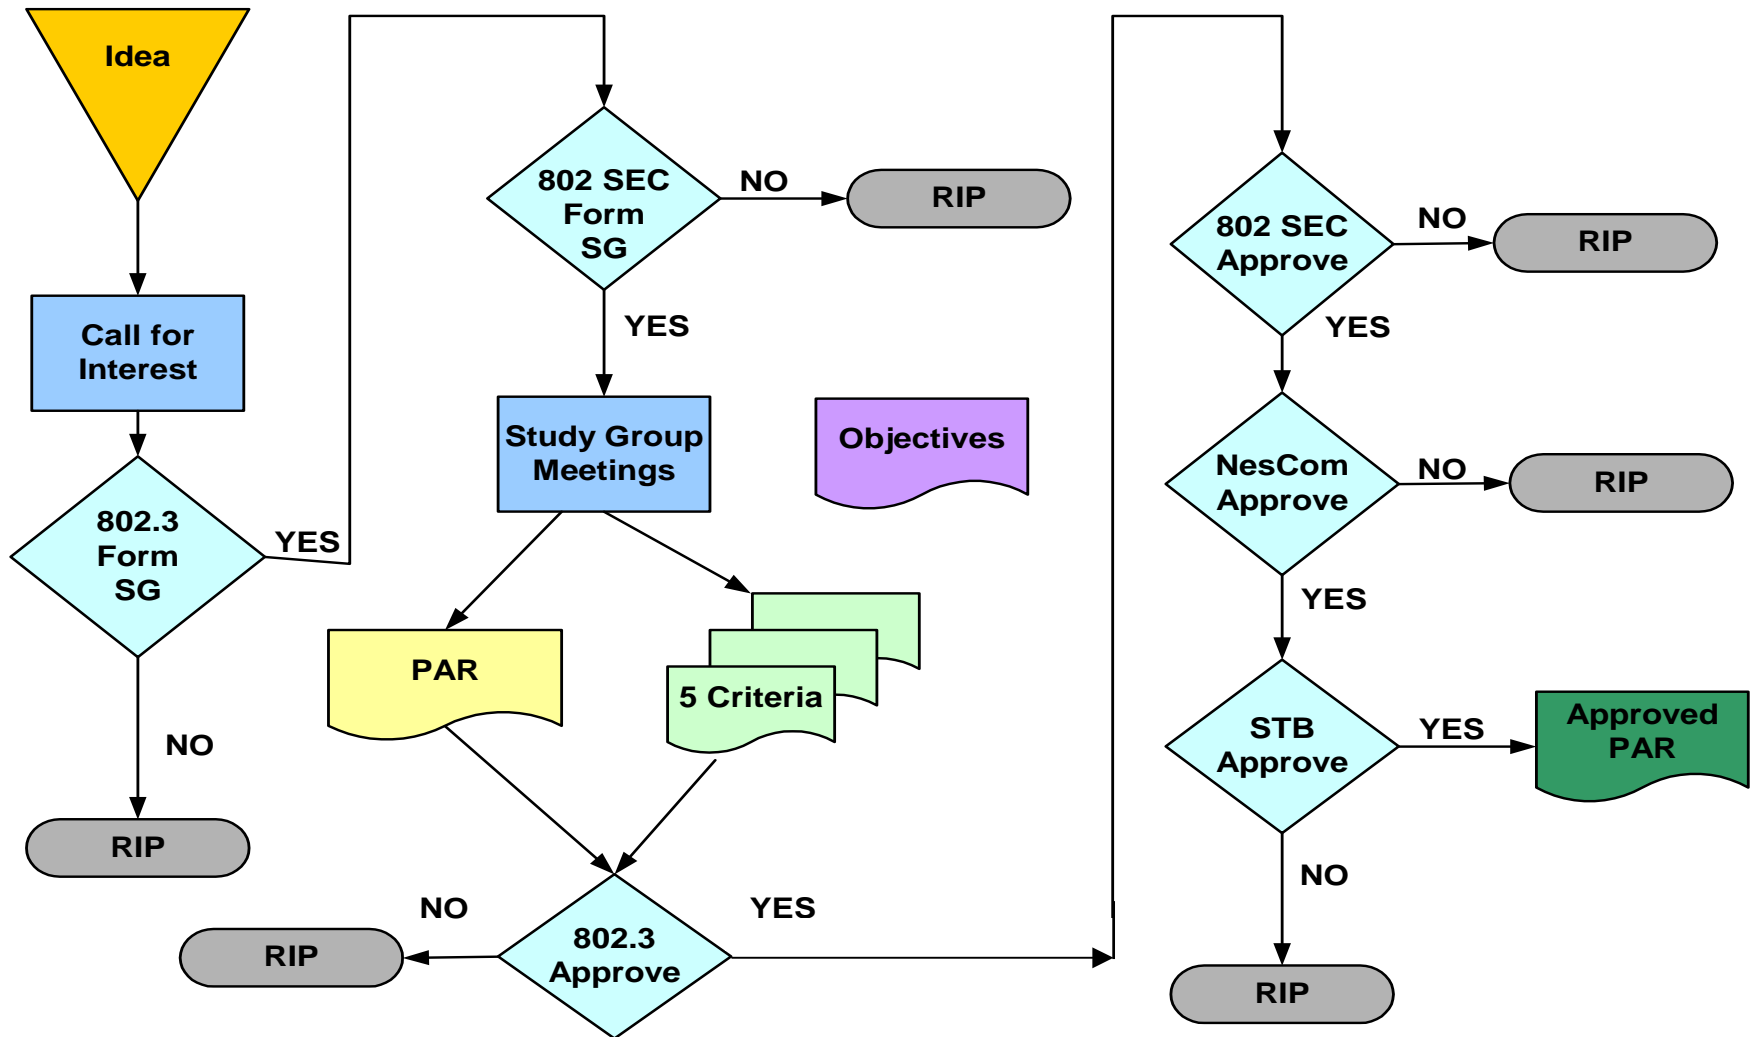 Idea
Call for
Interest
802.3
Form
SG
YES
NO
RIP
802 SEC
Form
SG
NO
RIP
YES
Study Group
Meetings
Objectives
PAR
5 Criteria
802.3
Approve
NO
RIP
YES
802 SEC
Approve
NO
RIP
YES
NesCom
Approve
NO
RIP
YES
STB
Approve
YES
Approved
PAR
NO
RIP